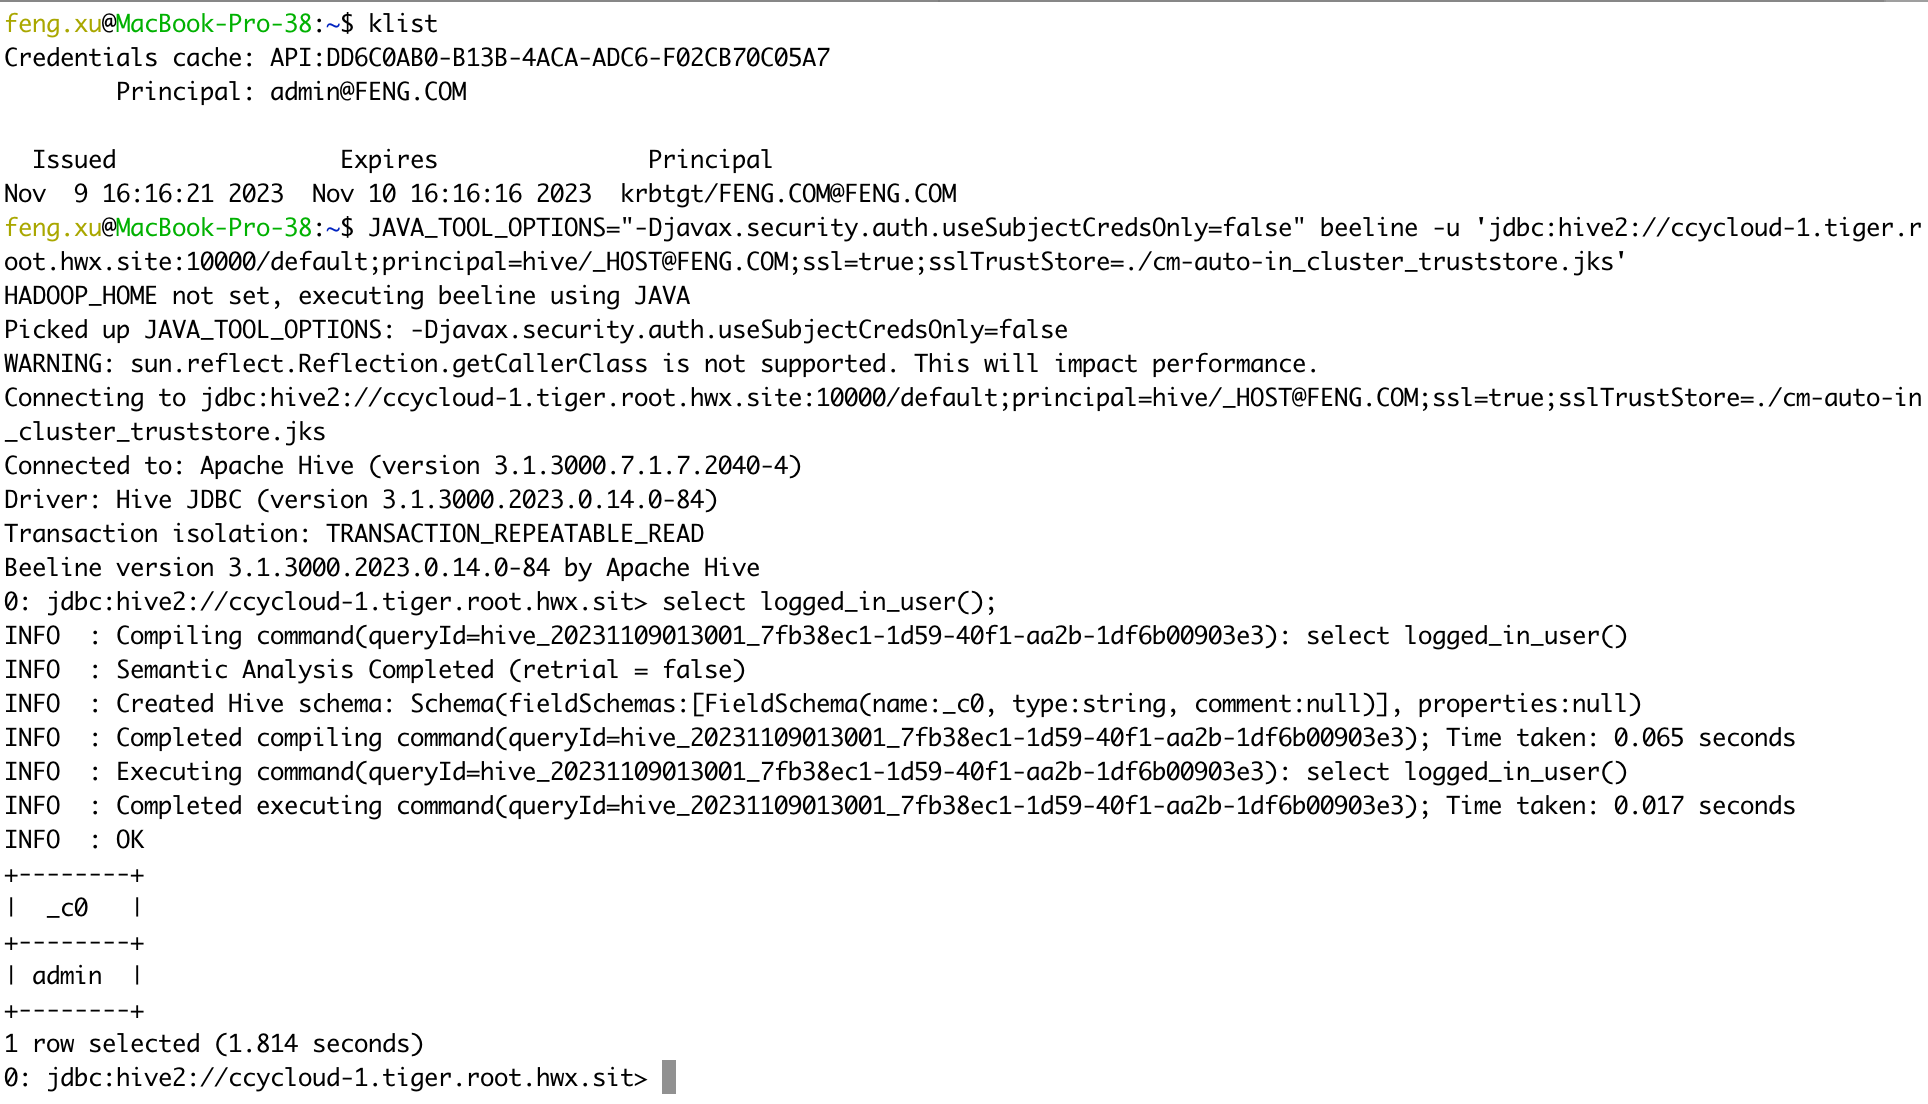 feng.xu@MacBook-Pro-38:~$ klist
Credentials cache: API:DD6C0AB0-B13B-4ACA-ADC6-F02CB70C05A7
        Principal: admin@FENG.COM

  Issued                Expires               Principal
Nov  9 16:16:21 2023  Nov 10 16:16:16 2023  krbtgt/FENG.COM@FENG.COM
feng.xu@MacBook-Pro-38:~$ JAVA_TOOL_OPTIONS="-Djavax.security.auth.useSubjectCredsOnly=false" beeline -u 'jdbc:hive2://ccycloud-1.tiger.r
oot.hwx.site:10000/default;principal=hive/_HOST@FENG.COM;ssl=true;sslTrustStore=./cm-auto-in_cluster_truststore.jks'
HADOOP_HOME not set, executing beeline using JAVA
Picked up JAVA_TOOL_OPTIONS: -Djavax.security.auth.useSubjectCredsOnly=false
WARNING: sun.reflect.Reflection.getCallerClass is not supported. This will impact performance.
Connecting to jdbc:hive2://ccycloud-1.tiger.root.hwx.site:10000/default;principal=hive/_HOST@FENG.COM;ssl=true;sslTrustStore=./cm-auto-in
_cluster_truststore.jks
Connected to: Apache Hive (version 3.1.3000.7.1.7.2040-4)
Driver: Hive JDBC (version 3.1.3000.2023.0.14.0-84)
Transaction isolation: TRANSACTION_REPEATABLE_READ
Beeline version 3.1.3000.2023.0.14.0-84 by Apache Hive
0: jdbc:hive2://ccycloud-1.tiger.root.hwx.sit> select logged_in_user();
INFO  : Compiling command(queryId=hive_20231109013001_7fb38ec1-1d59-40f1-aa2b-1df6b00903e3): select logged_in_user()
INFO  : Semantic Analysis Completed (retrial = false)
INFO  : Created Hive schema: Schema(fieldSchemas:[FieldSchema(name:_c0, type:string, comment:null)], properties:null)
INFO  : Completed compiling command(queryId=hive_20231109013001_7fb38ec1-1d59-40f1-aa2b-1df6b00903e3); Time taken: 0.065 seconds
INFO  : Executing command(queryId=hive_20231109013001_7fb38ec1-1d59-40f1-aa2b-1df6b00903e3): select logged_in_user()
INFO  : Completed executing command(queryId=hive_20231109013001_7fb38ec1-1d59-40f1-aa2b-1df6b00903e3); Time taken: 0.017 seconds
INFO  : OK
+--------+
|  _c0   |
+--------+
| admin  |
+--------+
1 row selected (1.814 seconds)
0: jdbc:hive2://ccycloud-1.tiger.root.hwx.sit>